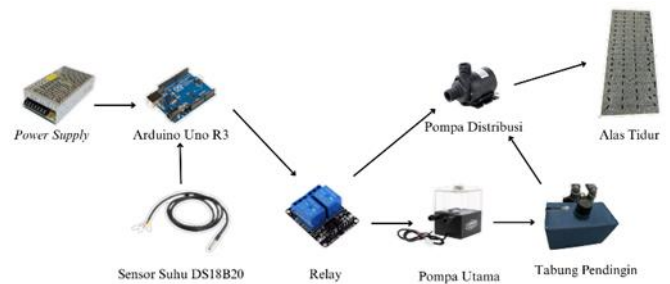 Power Supply
Arduino Uno R3
Pompa Distribusi
Alas Tidur
Sensor Suhu DS18B20
Relay
Pompa Utama
Tabung Pendingin